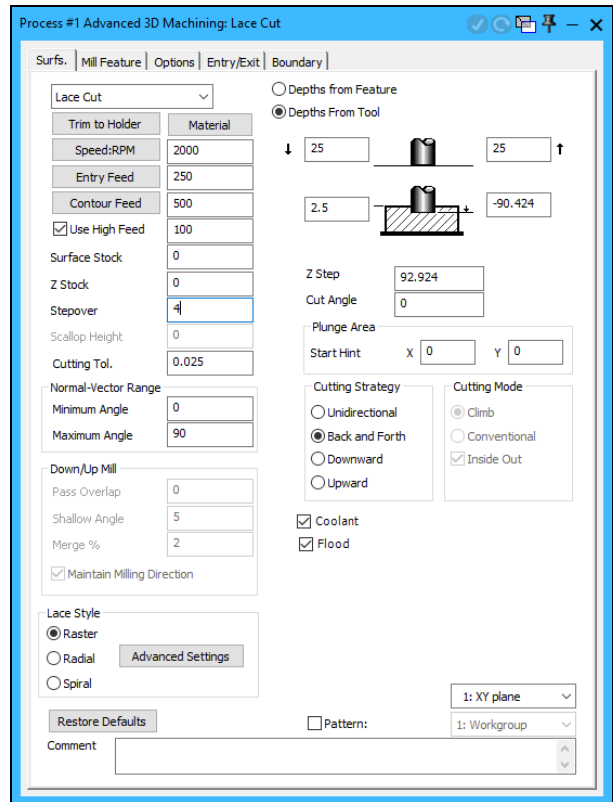 Process #1 Advanced 3D Machining: Lace Cut
Surfs. Mill Feature Options Entry/Exit Boundary
Lace Cut
Trim to Holder Material
Speed:RPM 2000
Entry Feed 250
Contour Feed 500
Use High Feed 100
Surface Stock 0
Z Stock 0
Stepover 4
Scallop Height 0
Cutting Tol. 0.025
Normal-Vector Range
Minimum Angle 0
Maximum Angle 90
Down/Up Mill
Pass Overlap 0
Shallow Angle 5
Merge % 2
Maintain Milling Direction
Lace Style
Raster
Radial Advanced Settings
Spiral
Restore Defaults
Depths from Feature
Depths From Tool
25 25
2.5 -90.424
Z Step 92.924
Cut Angle 0
Plunge Area
Start Hint X 0 Y 0
Cutting Strategy
Unidirectional
Back and Forth
Downward
Upward
Cutting Mode
Climb
Conventional
Inside Out
Coolant
Flood
1: XY plane
Pattern: 1: Workgroup
Comment